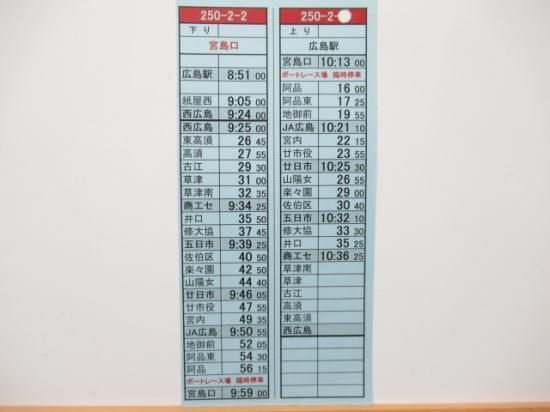 250-2-2
下り
宮島口
広島駅 8:51 00
紙屋西 9:05 00
西広島 9:24 00
西広島 9:25 00
東高須 26 45
高須 27 55
古江 29 30
草津 31 00
草津南 32 35
商工セ 9:34 25
井口 35 50
修大協 37 45
五日市 9:39 25
佐伯区 40 50
楽々園 42 50
山陽女 44 40
廿日市 9:46 05
廿市役 47 55
宮内 49 35
JA広島 9:50 55
地御前 52 05
阿品東 54 30
阿品 56 15
ボートレース場 臨時停車
宮島口 9:59 00
250-2-
上り
広島駅
宮島口 10:13 00
ボートレース場 臨時停車
阿品 16 00
阿品東 17 25
地御前 19 55
JA広島 10:21 10
宮内 22 15
廿市役 23 55
廿日市 10:25 30
山陽女 26 55
楽々園 29 00
佐伯区 30 40
五日市 10:32 10
修大協 33 30
井口 35 25
商工セ 10:36 25
草津南
草津
古江
高須
東高須
西広島